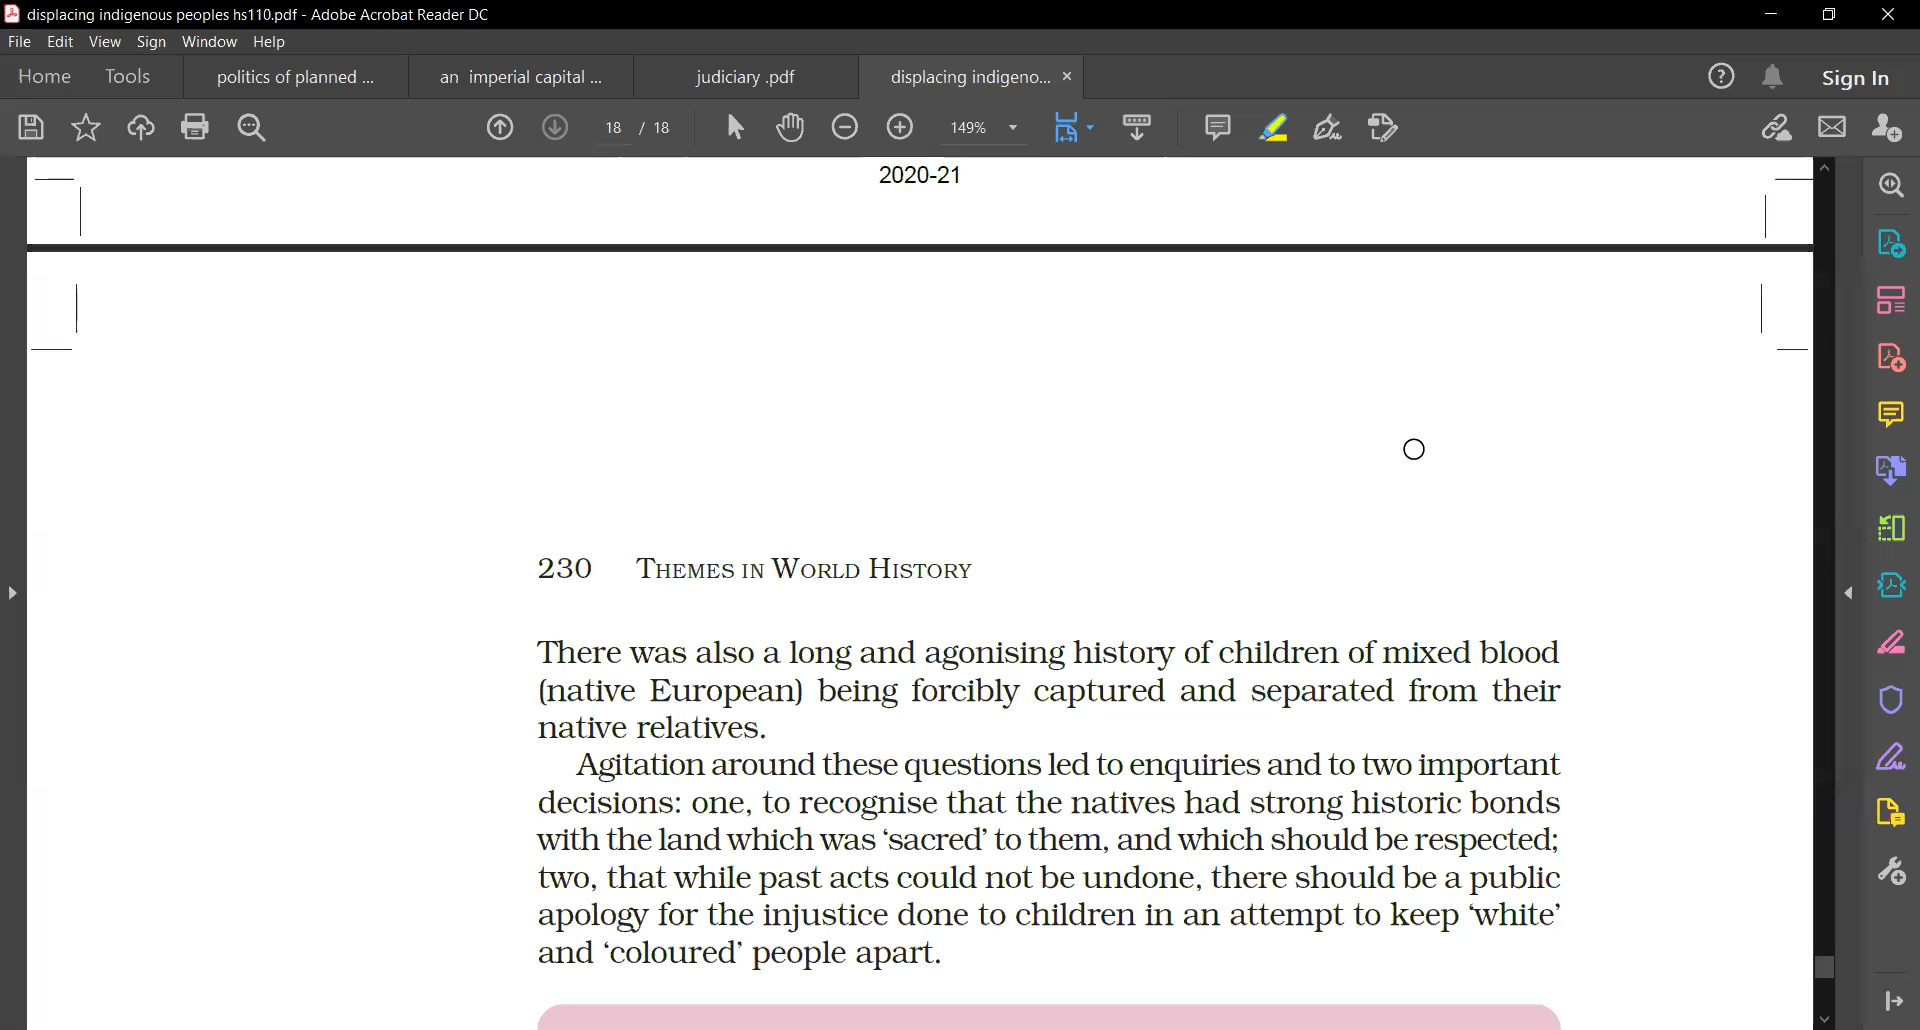 displacing indigenous peoples hs110.pdf - Adobe Acrobat Reader DC
File Edit View Sign Window Help
Home Tools politics of planned ... an imperial capital ... judiciary .pdf displacing indigeno... × Sign In
18 / 18 149%
2020-21
230 THEMES IN WORLD HISTORY
There was also a long and agonising history of children of mixed blood
(native European) being forcibly captured and separated from their
native relatives.
Agitation around these questions led to enquiries and to two important
decisions: one, to recognise that the natives had strong historic bonds
with the land which was ‘sacred’ to them, and which should be respected;
two, that while past acts could not be undone, there should be a public
apology for the injustice done to children in an attempt to keep ‘white’
and ‘coloured’ people apart.